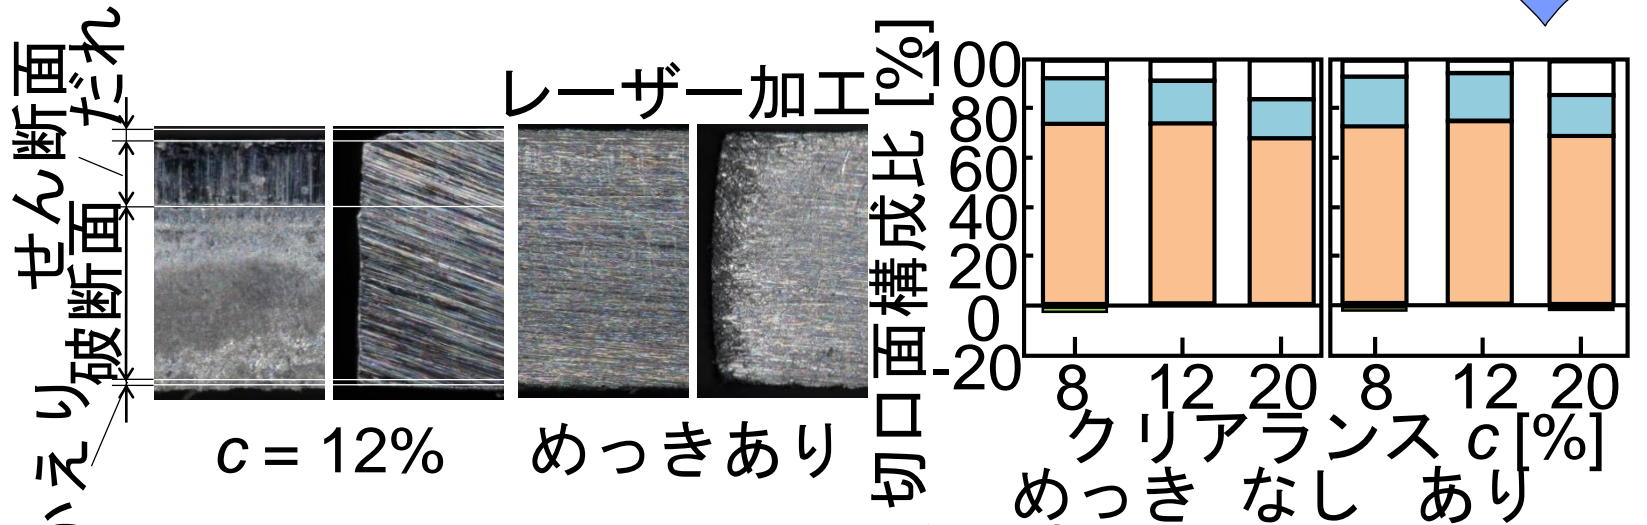 だれ
せん断面
破断面
かえり
c = 12%
レーザー加工
めっきあり
切口面構成比 [%]
100
80
60
40
20
0
-20
8 12 20 8 12 20
クリアランス c [%]
めっき なし あり